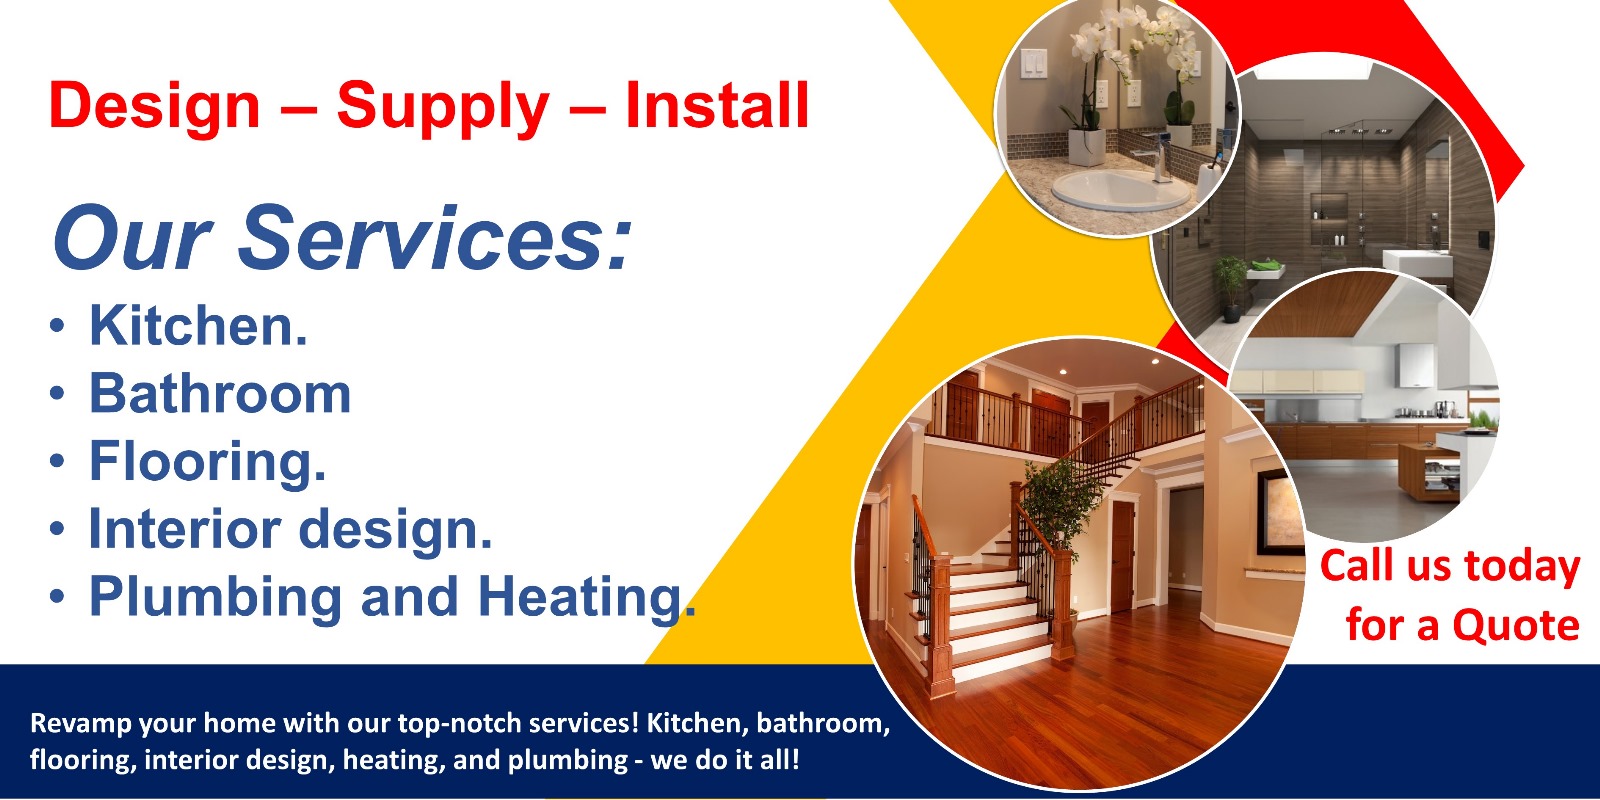 Design – Supply – Install
Our Services:
• Kitchen.
• Bathroom
• Flooring.
• Interior design.
• Plumbing and Heating.
Call us today
for a Quote
Revamp your home with our top-notch services! Kitchen, bathroom,
flooring, interior design, heating, and plumbing - we do it all!